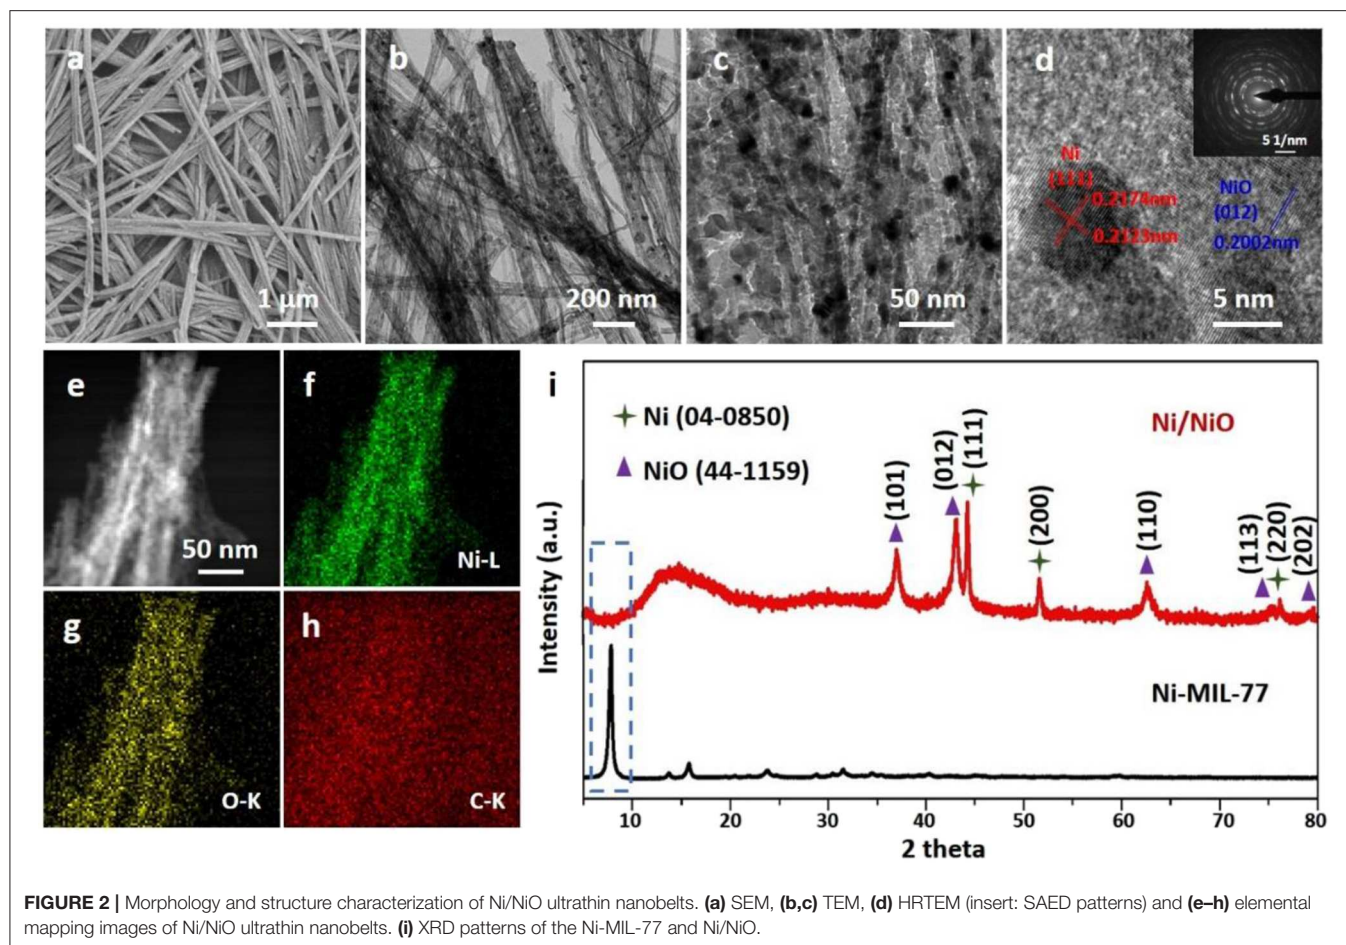 a
b
c
d
5 1/nm
Ni
(111)
0.2174nm
0.2123nm
NiO
(012)
0.2002nm
1 µm
200 nm
50 nm
5 nm
e
f
50 nm
Ni-L
g
h
O-K
C-K
i
Ni (04-0850)
NiO (44-1159)
Ni/NiO
(101)
(012)
(111)
(200)
(110)
(113)
(220)
(202)
Ni-MIL-77
Intensity (a.u.)
10 20 30 40 50 60 70 80
2 theta
FIGURE 2 | Morphology and structure characterization of Ni/NiO ultrathin nanobelts. (a) SEM, (b,c) TEM, (d) HRTEM (insert: SAED patterns) and (e–h) elemental
mapping images of Ni/NiO ultrathin nanobelts. (i) XRD patterns of the Ni-MIL-77 and Ni/NiO.